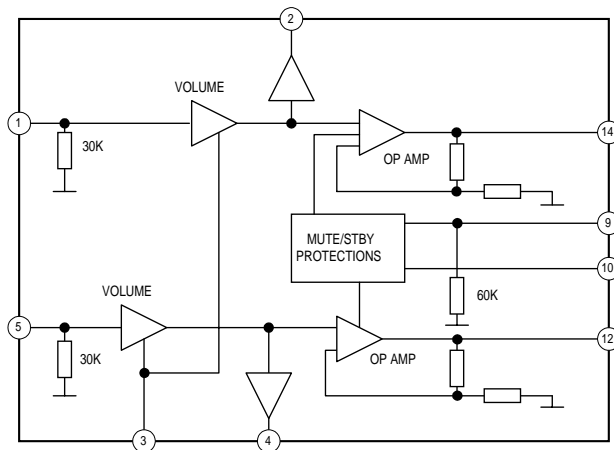 2
VOLUME
1
14
30K
OP AMP
9
MUTE/STBY
PROTECTIONS
10
VOLUME
60K
5
12
30K
OP AMP
3
4